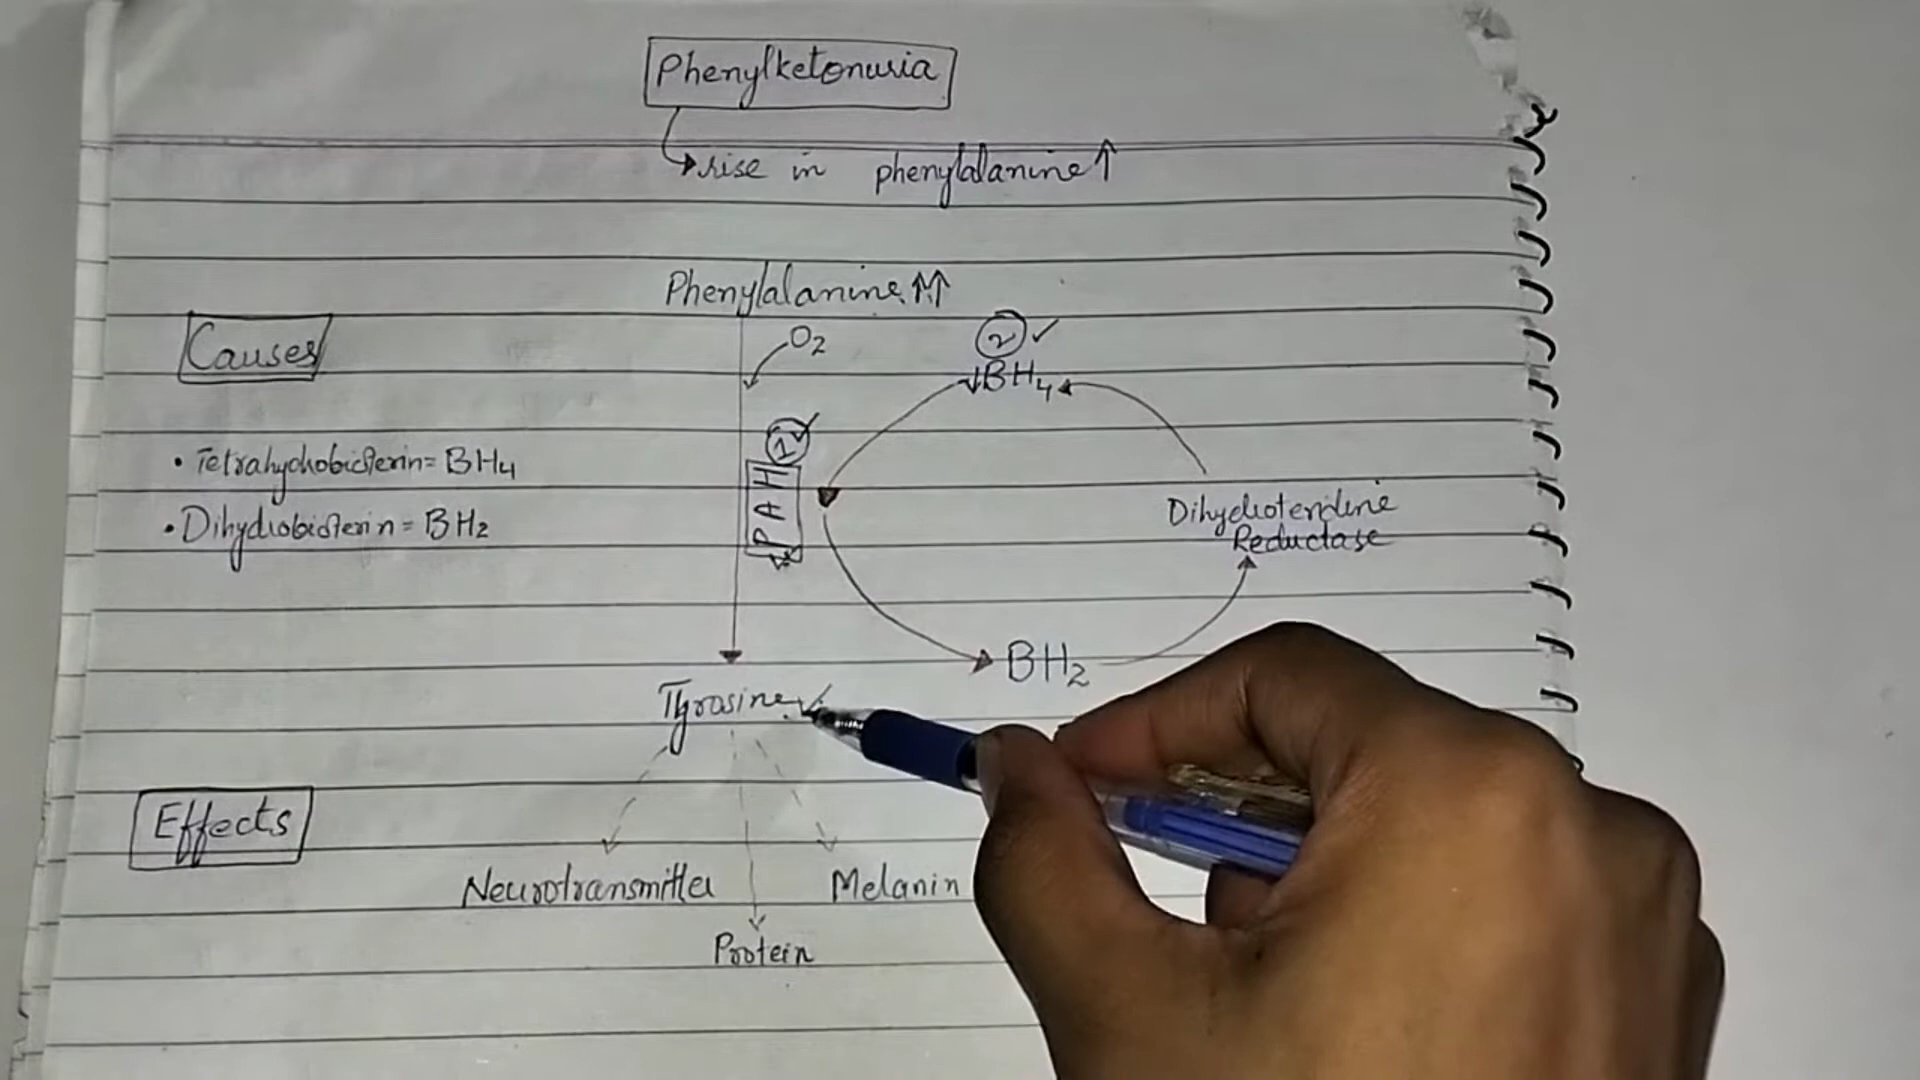 Phenylketonuria
rise in phenylalanine↑
Phenylalanine ↑↑
O2
2 ✓
↓BH4
Causes
1 ✓
PAH
• Tetrahydrobiopterin = BH4
• Dihydrobiopterin = BH2
Dihydropteridine
Reductase
BH2
Tyrosine ✓
Effects
Neurotransmitter
Melanin
Protein